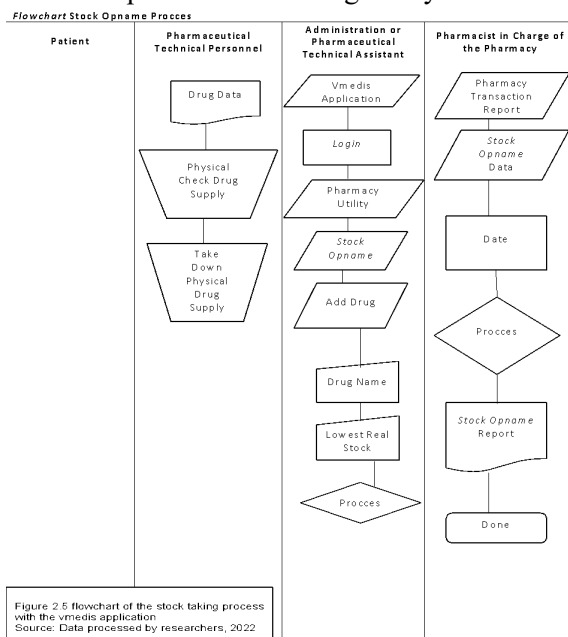 Flowchart Stock Opname Procces
Patient
Pharmaceutical
Technical Personnel
Administration or
Pharmaceutical
Technical Assistant
Pharmacist in Charge of
the Pharmacy
Drug Data
Physical
Check Drug
Supply
Take
Down
Physical
Drug
Supply
Vmedis
Application
Login
Pharmacy
Utility
Stock
Opname
Add Drug
Drug Name
Lowest Real
Stock
Procces
Pharmacy
Transaction
Report
Stock
Opname
Data
Date
Procces
Stock Opname
Report
Done
Figure 2.5 flowchart of the stock taking process
with the vmedis application
Source: Data processed by researchers, 2022